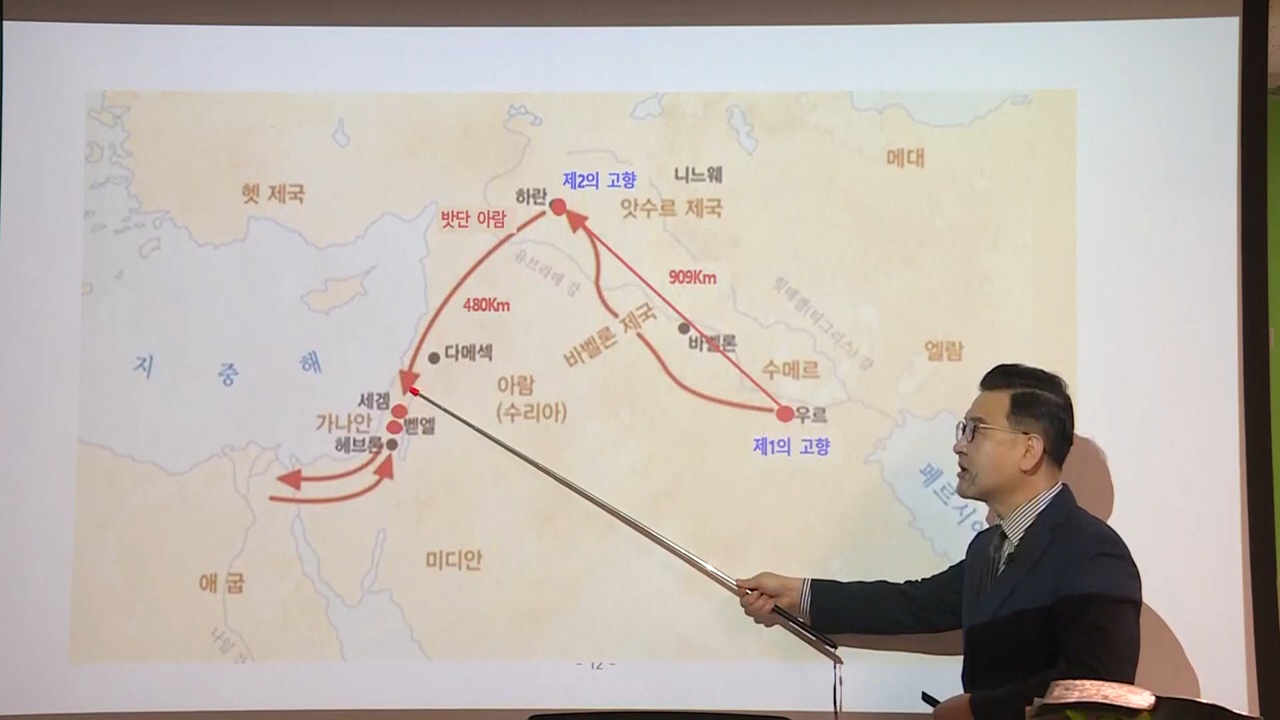 메대
니느웨
제2의 고향
헷 제국
하란
앗수르 제국
밧단 아람
유브라데 강
909Km
힛데겔(티그리스) 강
480Km
바벨론 제국
바벨론
엘람
다메섹
지 중 해
수메르
아람
(수리아)
세겜
우르
가나안
벧엘
헤브론
제1의 고향
페르시아
미디안
애 굽
나일 강
- 12 -